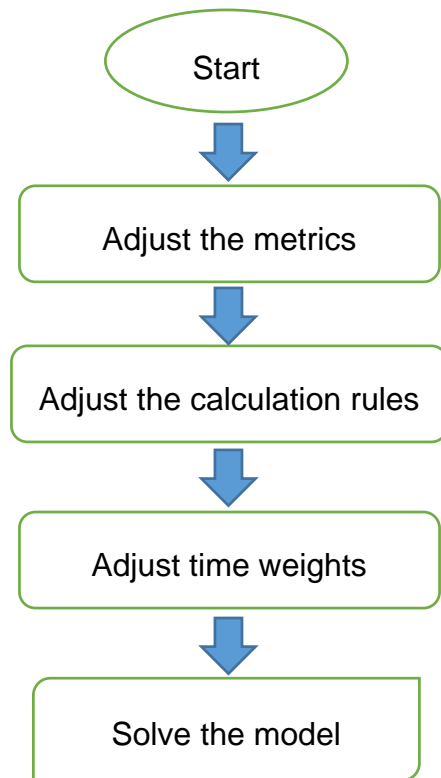 Start
Adjust the metrics
Adjust the calculation rules
Adjust time weights
Solve the model